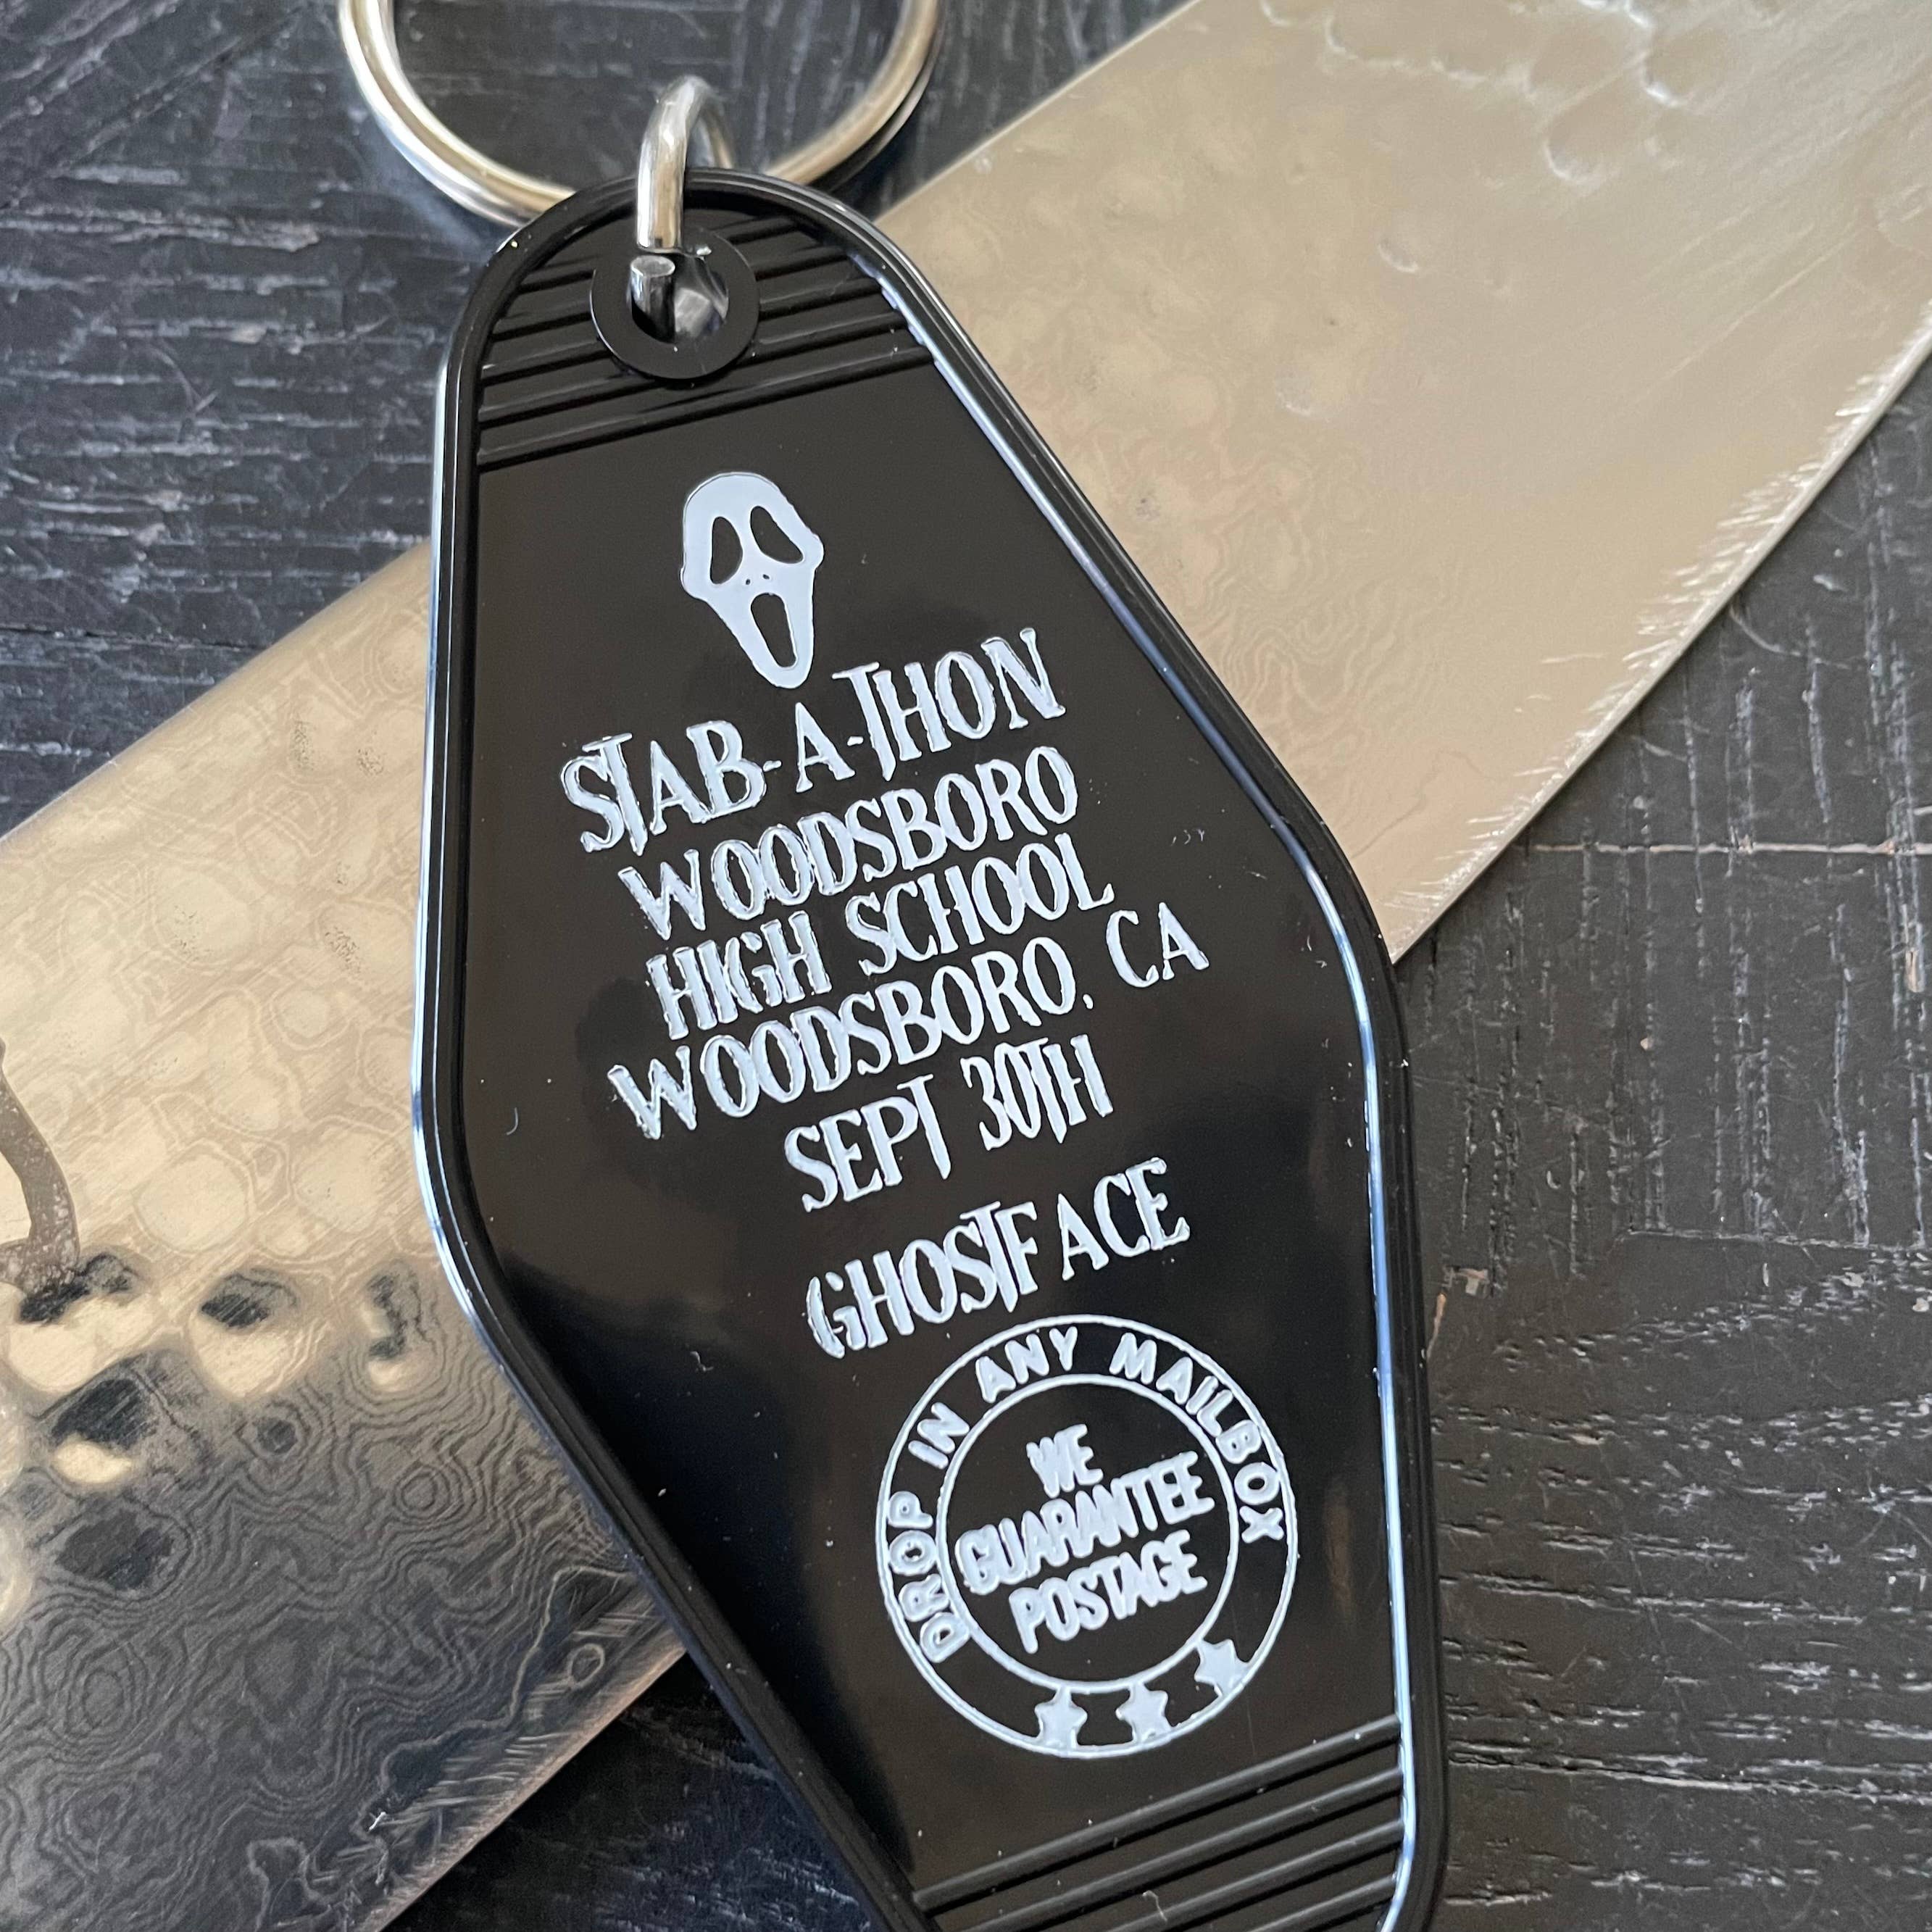 STAB-A-THON
WOODSBORO
HIGH SCHOOL
WOODSBORO, CA
SEPT 30TH
GHOSTFACE
DROP IN ANY MAILBOX
WE
GUARANTEE
POSTAGE